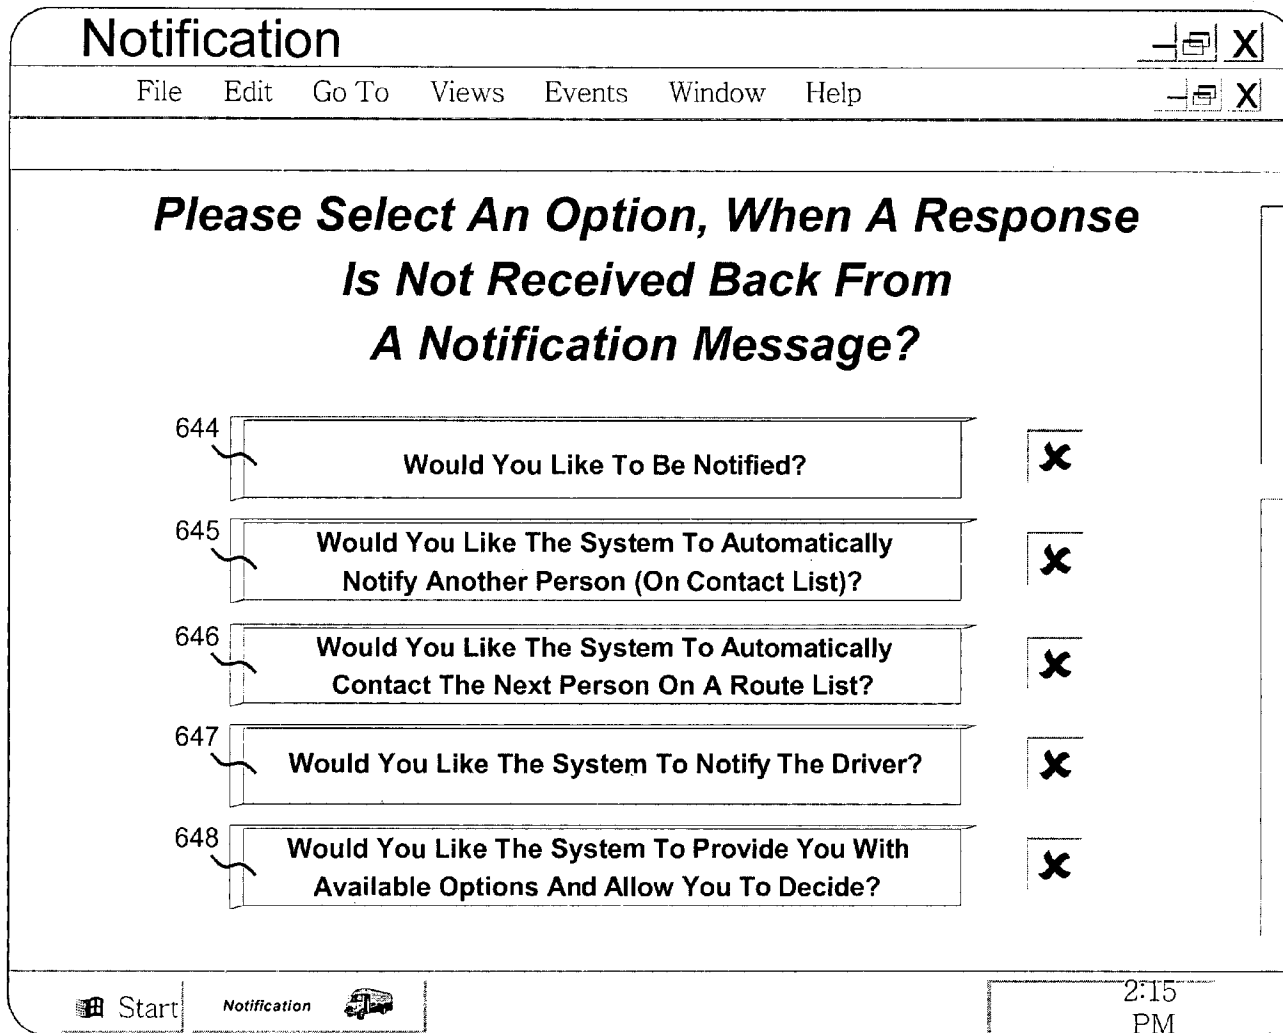 Notification
File Edit Go To Views Events Window Help
Please Select An Option, When A Response
Is Not Received Back From
A Notification Message?
644
Would You Like To Be Notified?
645
Would You Like The System To Automatically
Notify Another Person (On Contact List)?
646
Would You Like The System To Automatically
Contact The Next Person On A Route List?
647
Would You Like The System To Notify The Driver?
648
Would You Like The System To Provide You With
Available Options And Allow You To Decide?
Start
Notification
2:15
PM